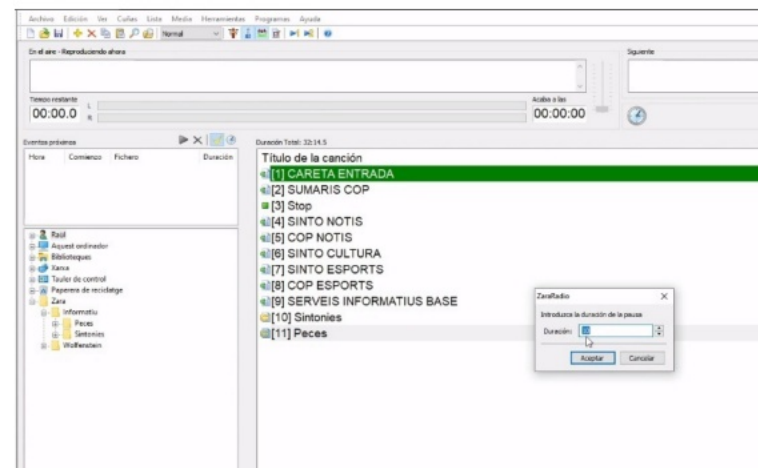 Archivo Edición Ver Cuñas Lista Media Herramientas Programas Ayuda
Normal
En el aire - Reproduciendo ahora
Siguiente
Tiempo restante
00:00.0
L
R
Acaba a las
00:00:00
Eventos próximos
Hora Comienzo Fichero Duración
Duración Total: 32:14.5
Título de la canción
[1] CARETA ENTRADA
[2] SUMARIS COP
[3] Stop
[4] SINTO NOTIS
[5] COP NOTIS
[6] SINTO CULTURA
[7] SINTO ESPORTS
[8] COP ESPORTS
[9] SERVEIS INFORMATIUS BASE
[10] Sintonies
[11] Peces
Raül
Aquest ordinador
Biblioteques
Xarxa
Tauler de control
Paperera de reciclatge
Zara
Informatiu
Peces
Sintonies
Wolfenstein
ZaraRadio
Introduzca la duración de la pausa
Duración:
Aceptar Cancelar